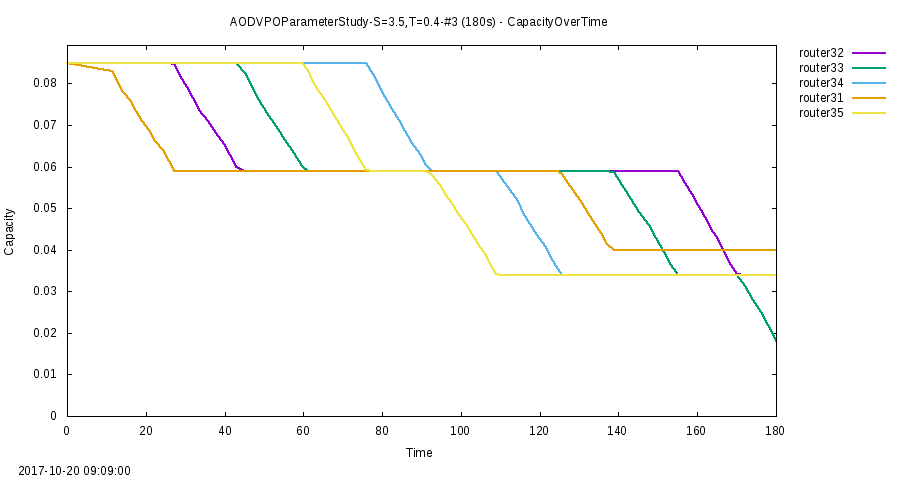 AODVPOParameterStudy-S=3.5,T=0.4-#3 (180s) - CapacityOverTime
router32
router33
router34
router31
router35
0.08
0.07
0.06
0.05
0.04
0.03
0.02
0.01
0
Capacity
0 20 40 60 80 100 120 140 160 180
Time
2017-10-20 09:09:00